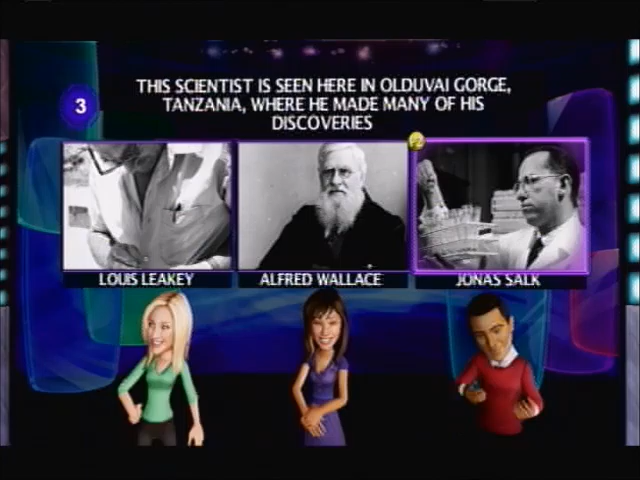 3
THIS SCIENTIST IS SEEN HERE IN OLDUVAI GORGE,
TANZANIA, WHERE HE MADE MANY OF HIS
DISCOVERIES
LOUIS LEAKEY
ALFRED WALLACE
JONAS SALK